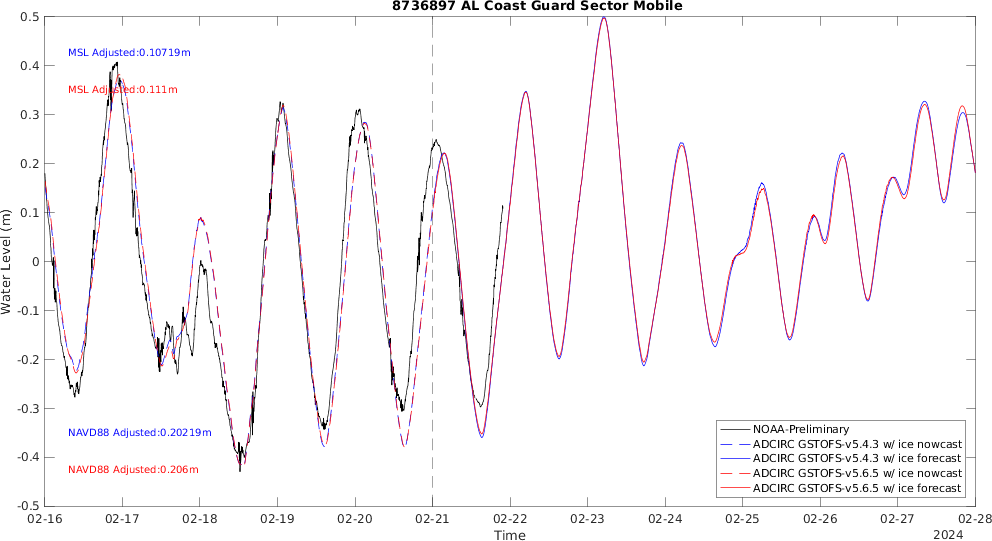 8736897 AL Coast Guard Sector Mobile
0.5
MSL Adjusted:0.10719m
0.4
MSL Adjusted:0.111m
0.3
0.2
0.1
0
Water Level (m)
-0.1
-0.2
-0.3
NAVD88 Adjusted:0.20219m
NAVD88 Adjusted:0.206m
-0.4
-0.5
NOAA-Preliminary
ADCIRC GSTOFS-v5.4.3 w/ ice nowcast
ADCIRC GSTOFS-v5.4.3 w/ ice forecast
ADCIRC GSTOFS-v5.6.5 w/ ice nowcast
ADCIRC GSTOFS-v5.6.5 w/ ice forecast
02-16 02-17 02-18 02-19 02-20 02-21 02-22 02-23 02-24 02-25 02-26 02-27 02-28
Time
2024